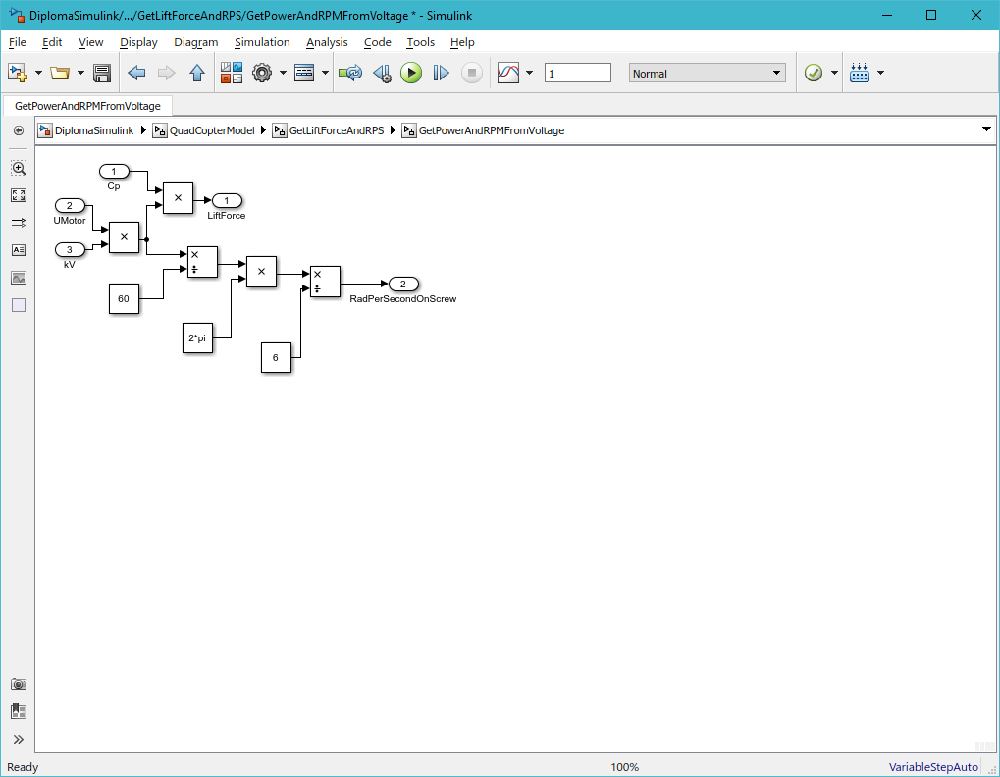 DiplomaSimulink/.../GetLiftForceAndRPS/GetPowerAndRPMFromVoltage * - Simulink
File Edit View Display Diagram Simulation Analysis Code Tools Help
1 Normal
GetPowerAndRPMFromVoltage
DiplomaSimulink QuadCopterModel GetLiftForceAndRPS GetPowerAndRPMFromVoltage
1
Cp
×
1
LiftForce
2
UMotor
×
3
kV
×
÷
×
×
÷
2
RadPerSecondOnScrew
60
2*pi
6
Ready 100% VariableStepAuto